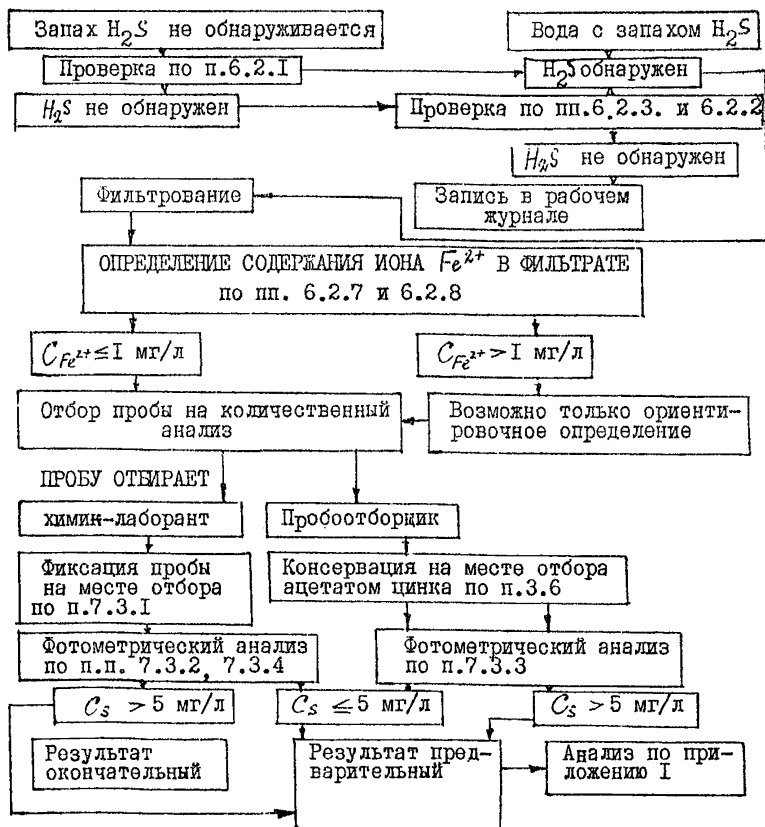 Запах H₂S не обнаруживается
Вода с запахом H₂S
Проверка по п.6.2.1
H₂S обнаружен
H₂S не обнаружен
Проверка по пп.6.2.3. и 6.2.2
H₂S не обнаружен
Фильтрование
Запись в рабочем
журнале
ОПРЕДЕЛЕНИЕ СОДЕРЖАНИЯ ИОНА Fe²⁺ В ФИЛЬТРАТЕ
по пп. 6.2.7 и 6.2.8
C_Fe²⁺ ≤ 1 мг/л
C_Fe²⁺ > 1 мг/л
Отбор пробы на количественный
анализ
Возможно только ориенти-
ровочное определение
ПРОБУ ОТБИРАЕТ
химик-лаборант
Пробоотборщик
Фиксация пробы
на месте отбора
по п.7.3.1
Консервация на месте отбора
ацетатом цинка по п.3.6
Фотометрический анализ
по п.п. 7.3.2, 7.3.4
Фотометрический анализ
по п.7.3.3
C_s > 5 мг/л
C_s ≤ 5 мг/л
C_s > 5 мг/л
Результат
окончательный
Результат пред-
варительный
Анализ по при-
ложению I